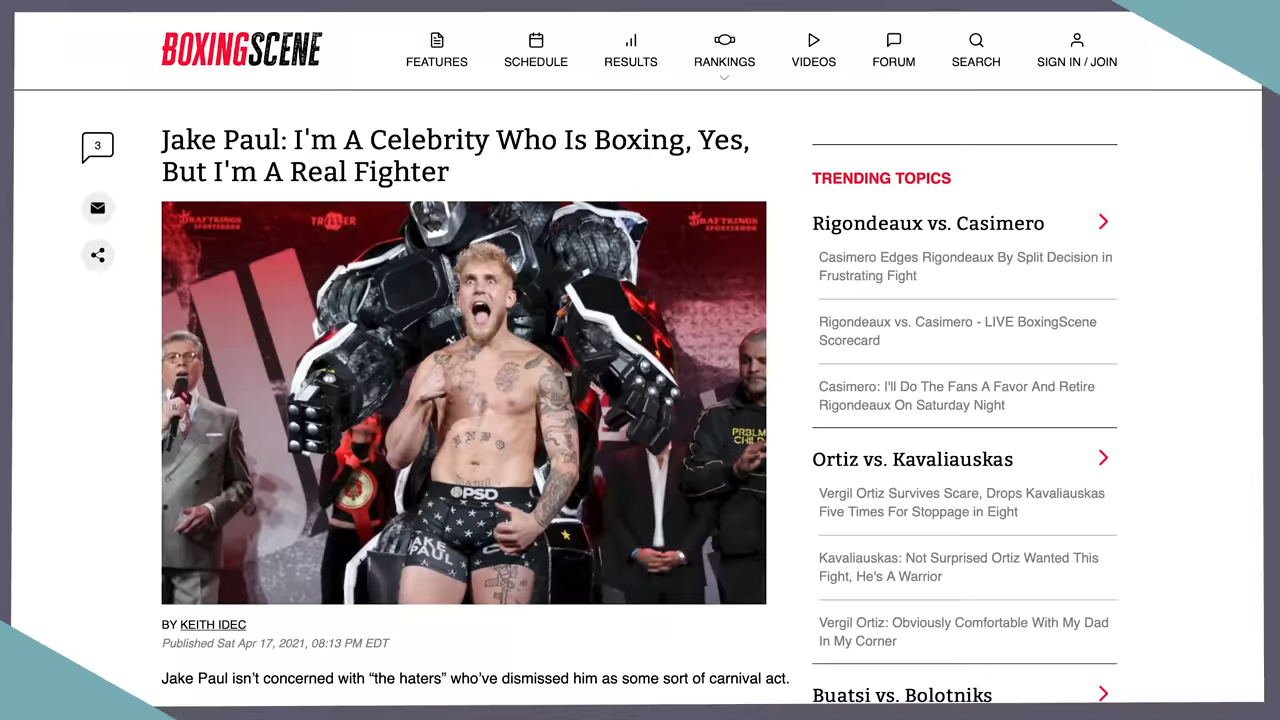 BOXINGSCENE
FEATURES
SCHEDULE
RESULTS
RANKINGS
VIDEOS
FORUM
SEARCH
SIGN IN / JOIN
3
Jake Paul: I'm A Celebrity Who Is Boxing, Yes,
But I'm A Real Fighter
DRAFTKINGS
SPORTSBOOK
TRILLER
DRAFTKINGS
SPORTSBOOK
PRBLM
CHILD
PSD
JAKE
PAUL
BY KEITH IDEC
Published Sat Apr 17, 2021, 08:13 PM EDT
Jake Paul isn't concerned with “the haters” who've dismissed him as some sort of carnival act.
TRENDING TOPICS
Rigondeaux vs. Casimero
Casimero Edges Rigondeaux By Split Decision in
Frustrating Fight
Rigondeaux vs. Casimero - LIVE BoxingScene
Scorecard
Casimero: I'll Do The Fans A Favor And Retire
Rigondeaux On Saturday Night
Ortiz vs. Kavaliauskas
Vergil Ortiz Survives Scare, Drops Kavaliauskas
Five Times For Stoppage in Eight
Kavaliauskas: Not Surprised Ortiz Wanted This
Fight, He's A Warrior
Vergil Ortiz: Obviously Comfortable With My Dad
In My Corner
Buatsi vs. Bolotniks